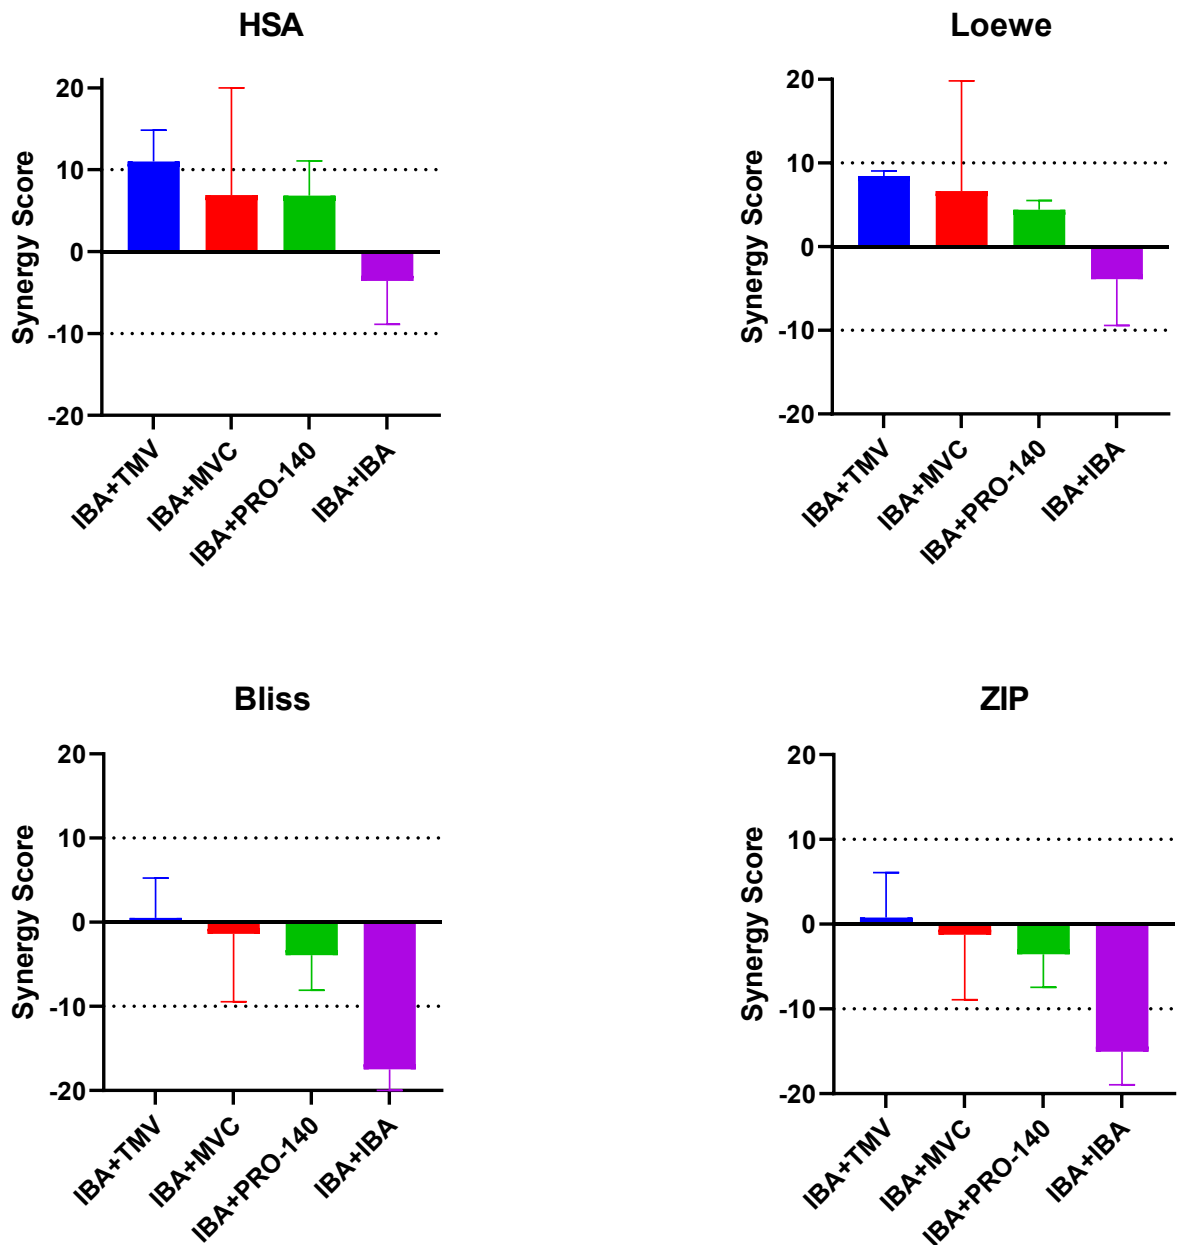 HSA
Synergy Score
20
10
0
-10
-20
IBA+TMV
IBA+MVC
IBA+PRO-140
IBA+IBA
Loewe
Synergy Score
20
10
0
-10
-20
IBA+TMV
IBA+MVC
IBA+PRO-140
IBA+IBA
Bliss
Synergy Score
20
10
0
-10
-20
IBA+TMV
IBA+MVC
IBA+PRO-140
IBA+IBA
ZIP
Synergy Score
20
10
0
-10
-20
IBA+TMV
IBA+MVC
IBA+PRO-140
IBA+IBA